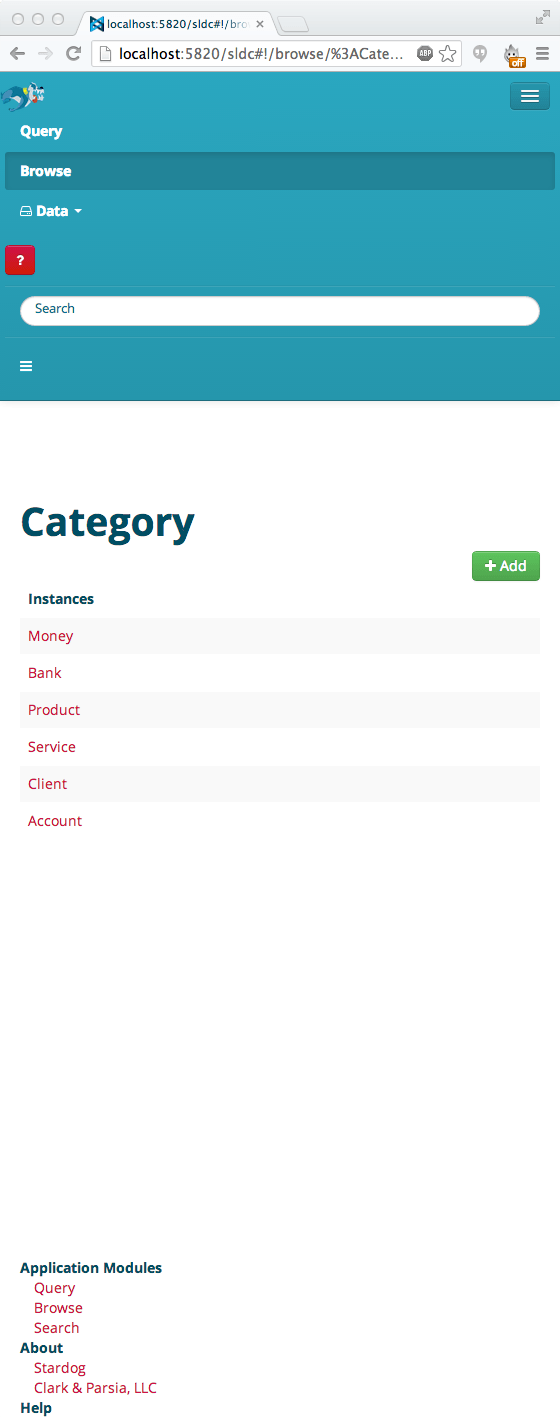 localhost:5820/sldc#!/bro
localhost:5820/sldc#!/browse/%3ACate...
ABP
off
Query
Browse
Data
?
Search
Category
+ Add
Instances
Money
Bank
Product
Service
Client
Account
Application Modules
Query
Browse
Search
About
Stardog
Clark & Parsia, LLC
Help